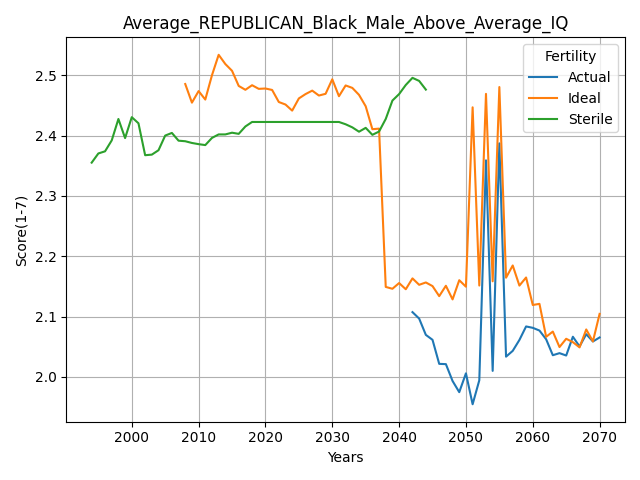 Average_REPUBLICAN_Black_Male_Above_Average_IQ
Fertility
Actual
Ideal
Sterile
Score(1-7)
2.5
2.4
2.3
2.2
2.1
2.0
2000 2010 2020 2030 2040 2050 2060 2070
Years